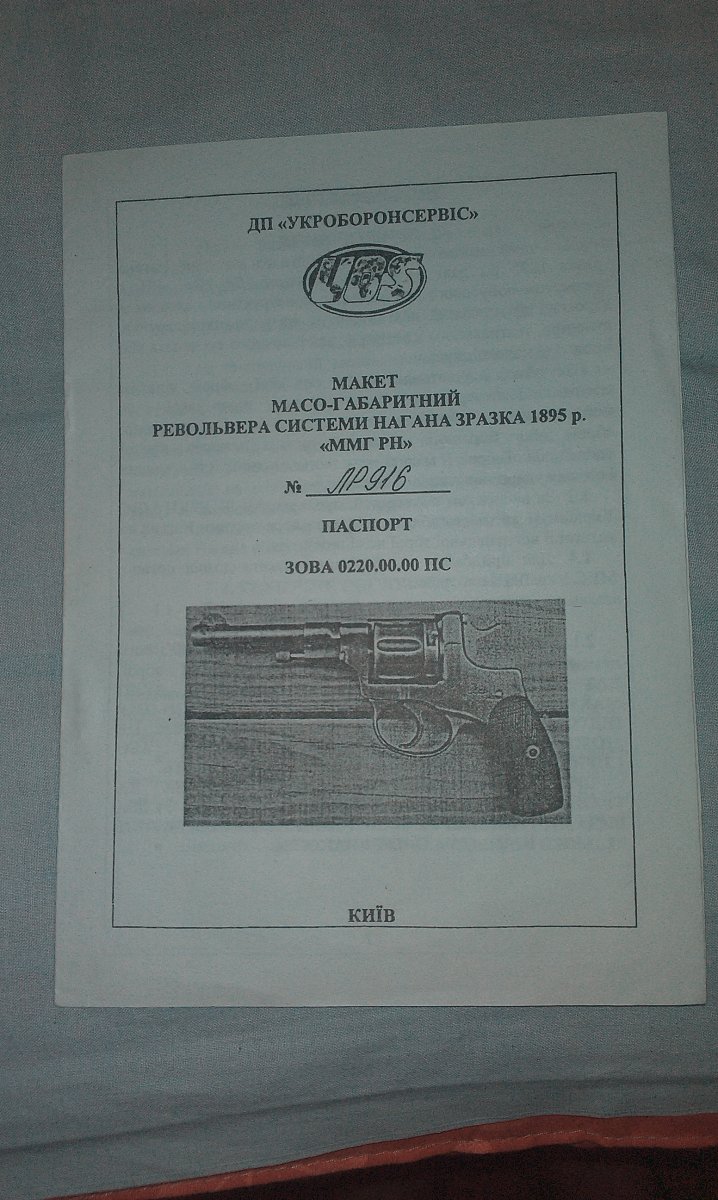 ДП «УКРОБОРОНСЕРВІС»
UOS
МАКЕТ
МАСО-ГАБАРИТНИЙ
РЕВОЛЬВЕРА СИСТЕМИ НАГАНА ЗРАЗКА 1895 р.
«ММГ РН»
№ ЛР916
ПАСПОРТ
ЗОВА 0220.00.00 ПС
КИЇВ